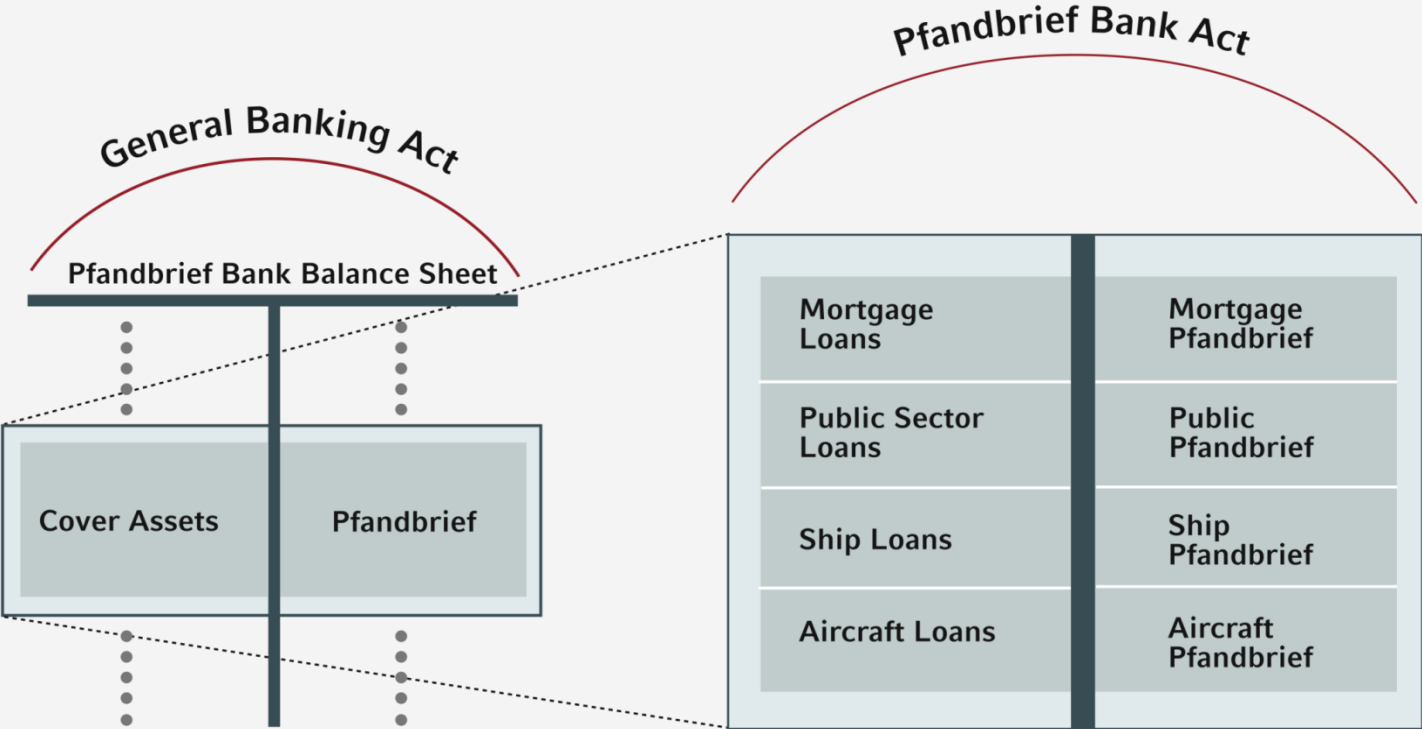 General Banking Act
Pfandbrief Bank Balance Sheet
Cover Assets
Pfandbrief
Pfandbrief Bank Act
Mortgage
Loans
Mortgage
Pfandbrief
Public Sector
Loans
Public
Pfandbrief
Ship Loans
Ship
Pfandbrief
Aircraft Loans
Aircraft
Pfandbrief